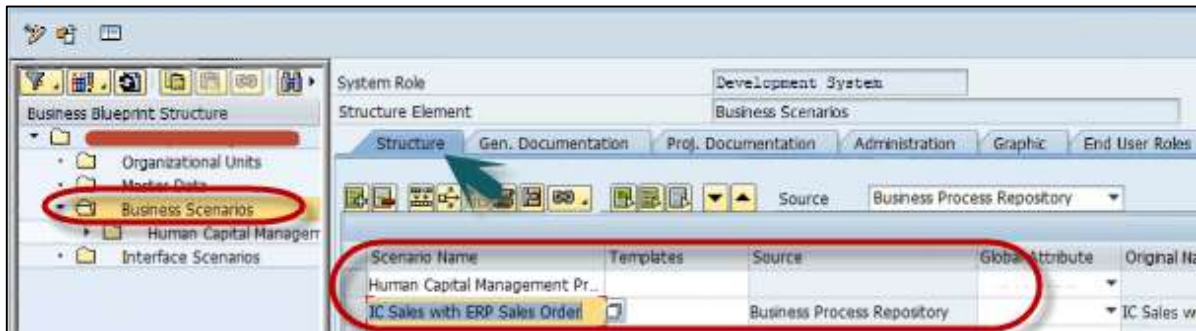 System Role Development System
Business Blueprint Structure
Structure Element Business Scenarios
Structure Gen. Documentation Proj. Documentation Administration Graphic End User Roles
Organizational Units
Master Data
Business Scenarios
Source Business Process Repository
Human Capital Managem
Interface Scenarios
Scenario Name Templates Source Global Attribute Original Na
Human Capital Management Pr...
IC Sales with ERP Sales Order Business Process Repository IC Sales w